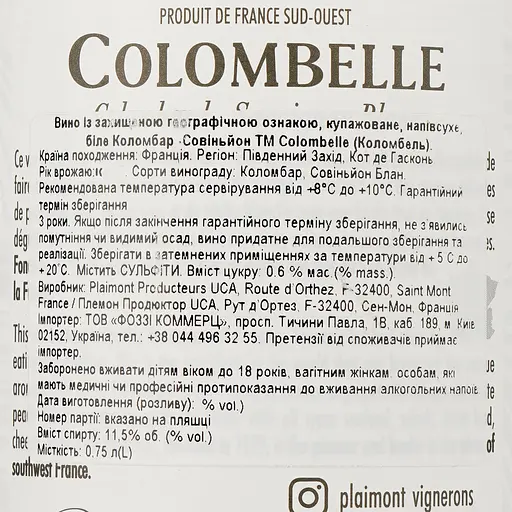 PRODUIT DE FRANCE SUD-OUEST
COLOMBELLE
Вино із захищеною географічною ознакою, купажоване, напівсухе,
біле Коломбар -Совіньйон ТМ Colombelle (Коломбель).
Країна походження: Франція. Регіон: Південний Захід, Кот де Гасконь
Рік врожаю: Сорти винограду: Коломбар, Совіньйон Блан.
Рекомендована температура сервірування від +8°C до +10°C. Гарантійний
термін зберігання
3 роки. Якщо після закінчення гарантійного терміну зберігання, не з'явились
помутніння чи видимий осад, вино придатне для подальшого зберігання та
реалізації. Зберігати в затемнених приміщеннях за температури від + 5 С до
+20˚С. Містить СУЛЬФІТИ. Вміст цукру: 0.6 % мас.(% mass.)
Виробник: Plaimont Producteurs UCA, Route d'Orthez, F-32400, Saint Mont
France / Племон Продюктор UCA, Рут д'Ортез, F-32400, Сен-Мон, Франція
Імпортер: ТОВ «ФОЗЗІ КОММЕРЦ», просп. Тичини Павла, 1В, каб. 189, м. Київ
02152, Україна, тел.: +38 044 496 32 55. Претензії від споживачів приймає
імпортер.
Заборонено вживати дітям віком до 18 років, вагітним жінкам, особам, які
мають медичні чи професійні протипоказання до вживання алкогольних напоїв.
Дата виготовлення (розливу): % vol.)
Номер партії: вказано на пляшці
Вміст спирту: 11,5% об. (% vol.)
Місткість: 0.75 л(L)
southwest France.
plaimont vignerons